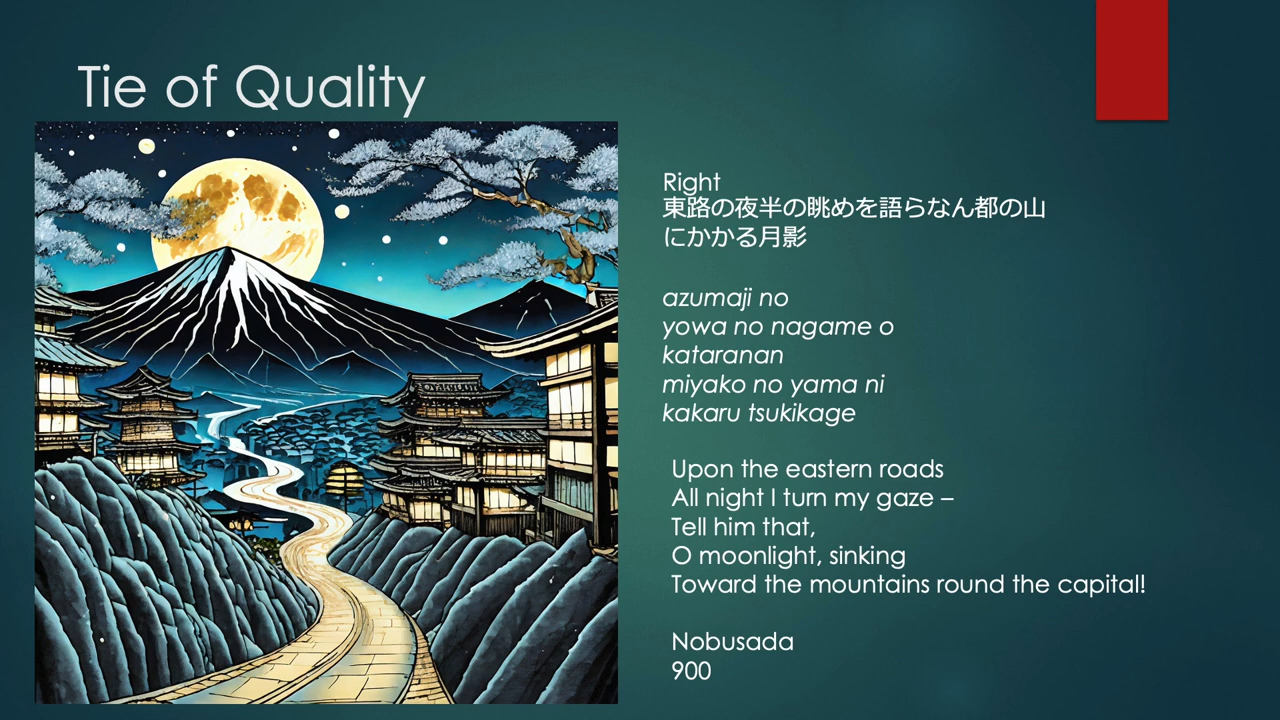 Tie of Quality
Right
東路の夜半の眺めを語らなん都の山
にかかる月影
azumaji no
yowa no nagame o
kataranan
miyako no yama ni
kakaru tsukikage
Upon the eastern roads
All night I turn my gaze –
Tell him that,
O moonlight, sinking
Toward the mountains round the capital!
Nobusada
900